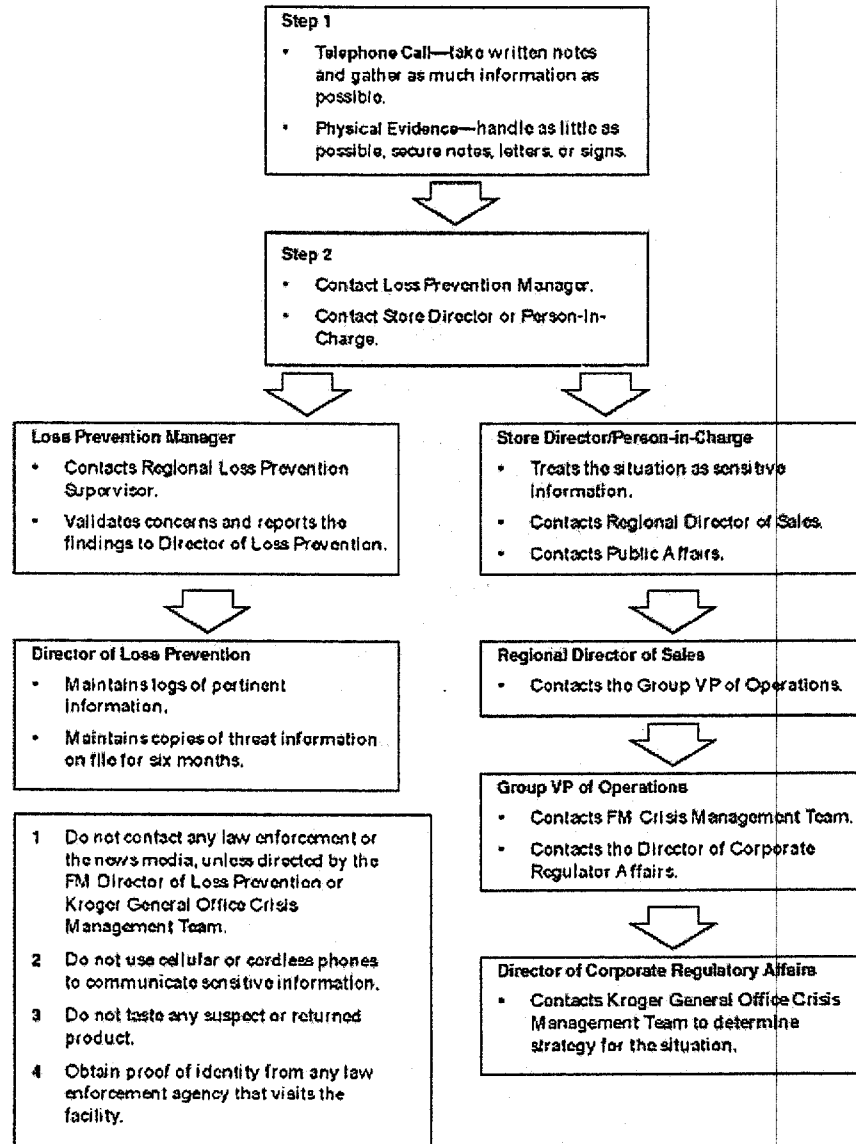 Step 1
• Telephone Call—take written notes
and gather as much information as
possible.
• Physical Evidence—handle as little as
possible, secure notes, letters, or signs.
Step 2
• Contact Loss Prevention Manager.
• Contact Store Director or Person-In-
Charge.
Loss Prevention Manager
• Contacts Regional Loss Prevention
Supervisor.
• Validates concerns and reports the
findings to Director of Loss Prevention.
Director of Loss Prevention
• Maintains logs of pertinent
information.
• Maintains copies of threat information
on file for six months.
1 Do not contact any law enforcement or
the news media, unless directed by the
FM Director of Loss Prevention or
Kroger General Office Crisis
Management Team.
2 Do not use cellular or cordless phones
to communicate sensitive information.
3 Do not taste any suspect or returned
product.
4 Obtain proof of identity from any law
enforcement agency that visits the
facility.
Store Director/Person-in-Charge
• Treats the situation as sensitive
information.
• Contacts Regional Director of Sales.
• Contacts Public Affairs.
Regional Director of Sales
• Contacts the Group VP of Operations.
Group VP of Operations
• Contacts FM Crisis Management Team.
• Contacts the Director of Corporate
Regulator Affairs.
Director of Corporate Regulatory Affairs
• Contacts Kroger General Office Crisis
Management Team to determine
strategy for the situation.